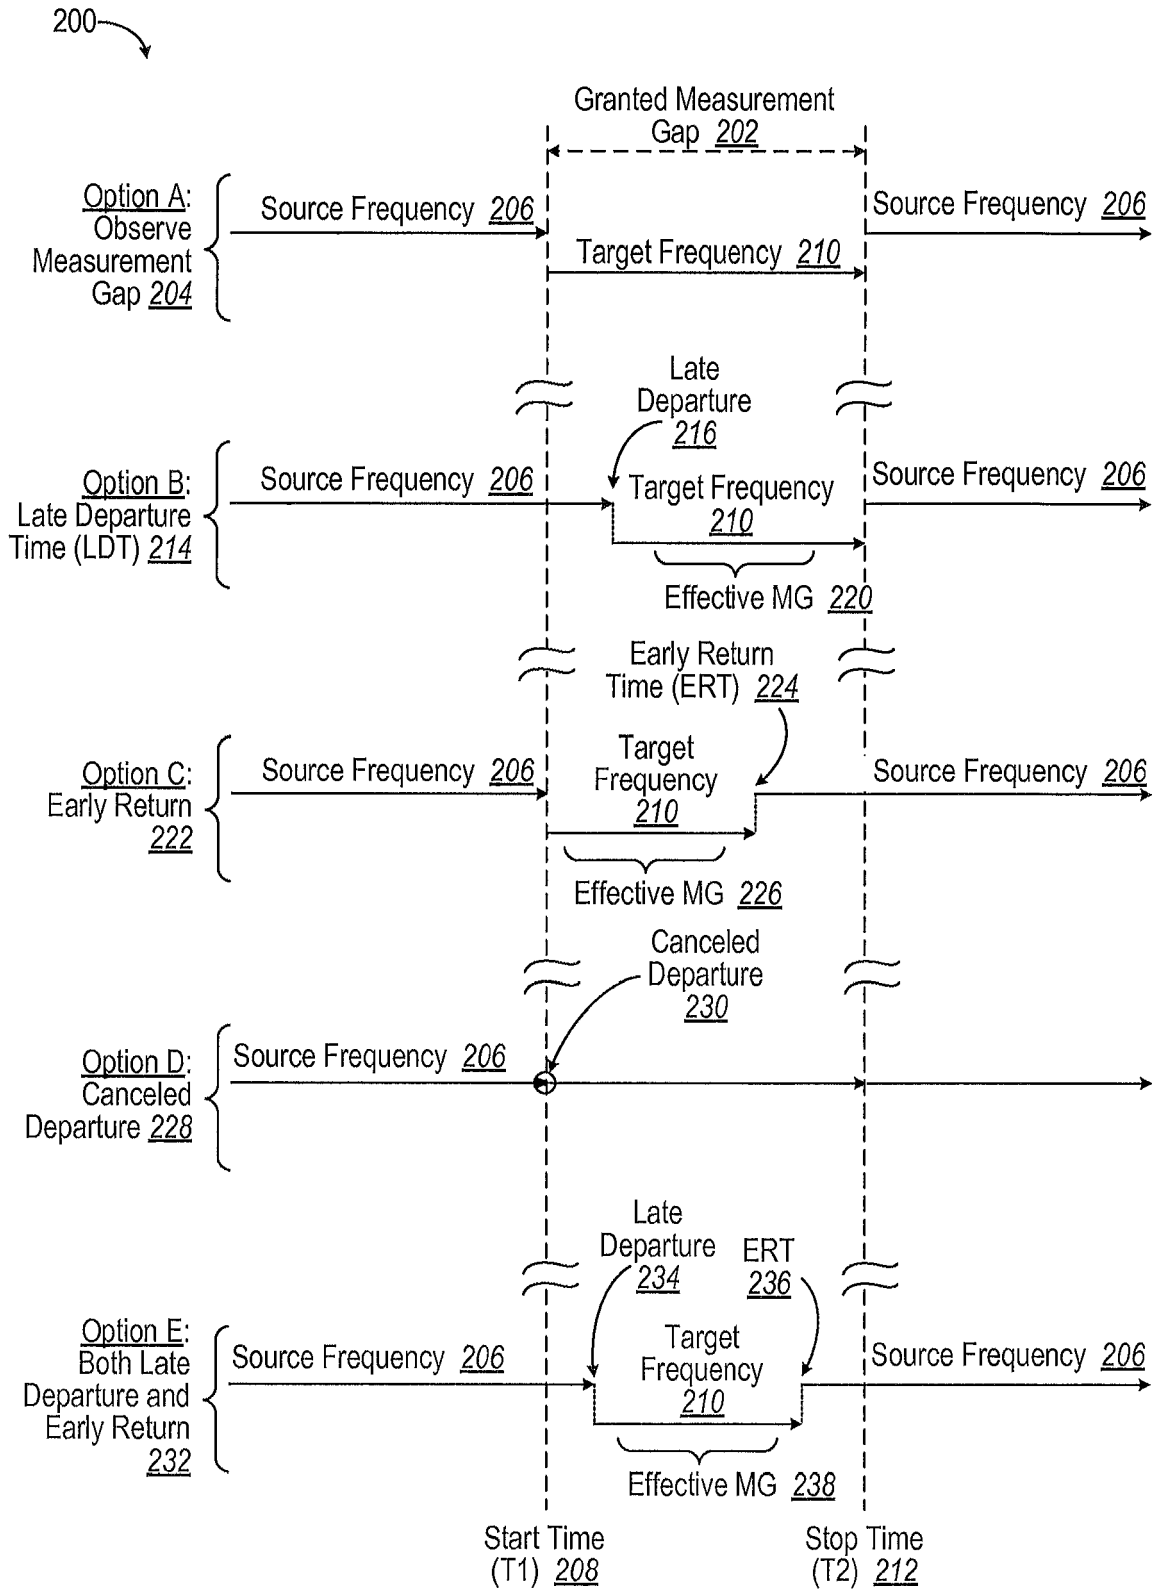 200
Granted Measurement
Gap 202
Option A:
Observe
Measurement
Gap 204
Source Frequency 206
Target Frequency 210
Source Frequency 206
Late
Departure
216
Option B:
Late Departure
Time (LDT) 214
Source Frequency 206
Target Frequency
210
Source Frequency 206
Effective MG 220
Early Return
Time (ERT) 224
Option C:
Early Return
222
Source Frequency 206
Target
Frequency
210
Source Frequency 206
Effective MG 226
Canceled
Departure
230
Option D:
Canceled
Departure 228
Source Frequency 206
Late
Departure
234
ERT
236
Option E:
Both Late
Departure and
Early Return
232
Source Frequency 206
Target
Frequency
210
Source Frequency 206
Effective MG 238
Start Time
(T1) 208
Stop Time
(T2) 212